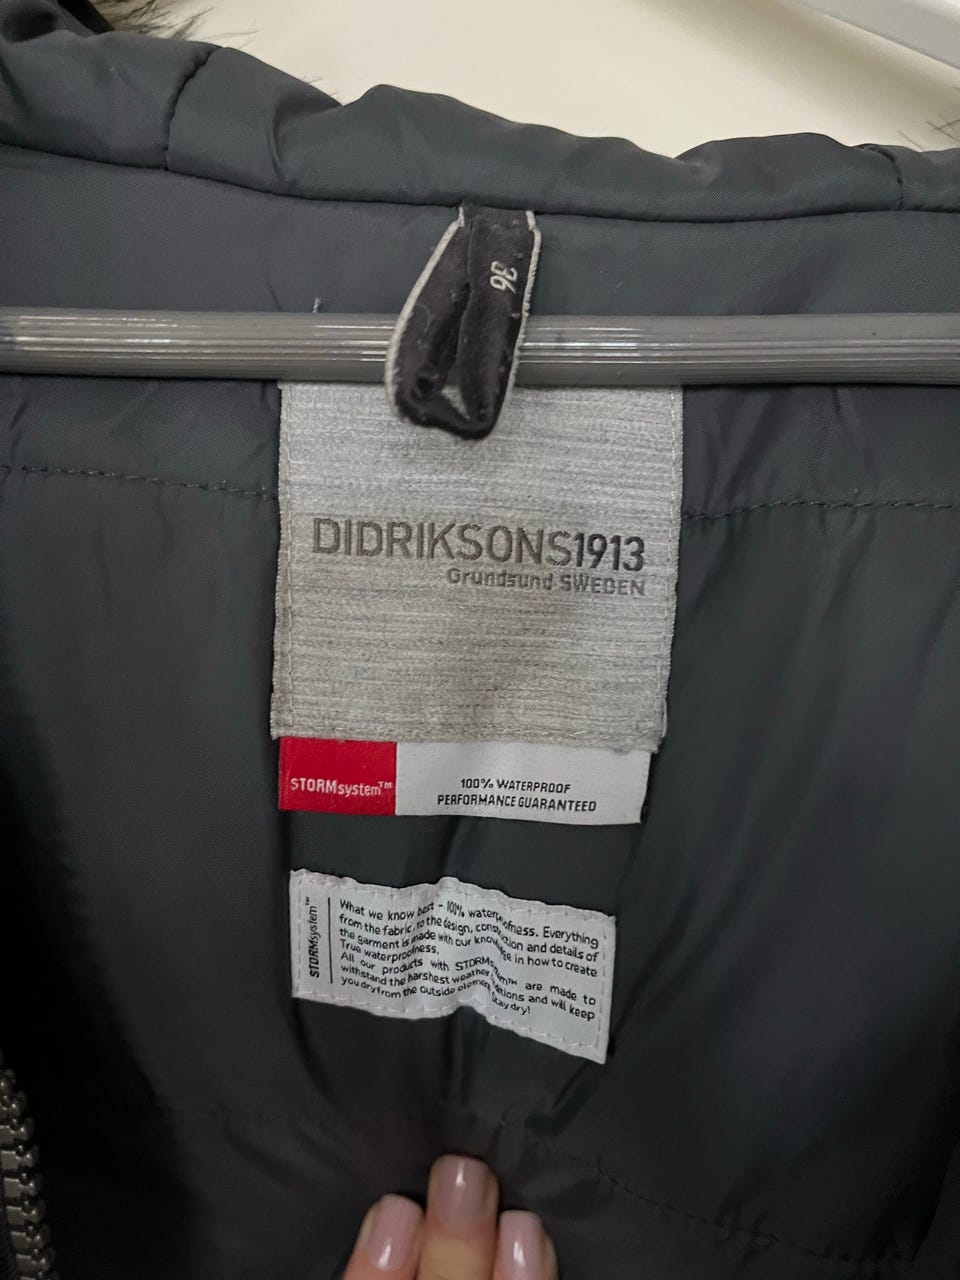 36
DIDRIKSONS1913
Grundsund SWEDEN
STORMsystem™
100% WATERPROOF
PERFORMANCE GUARANTEED
STORMsystem™
What we know best - 100% waterproofness. Everything
from the fabric, to the design, construction and details of
the garment is made with our knowledge in how to create
True waterproofness.
All our products with STORMsystem™ are made to
withstand the harshest weather conditions and will keep
you dry from the outside element. Stay dry!